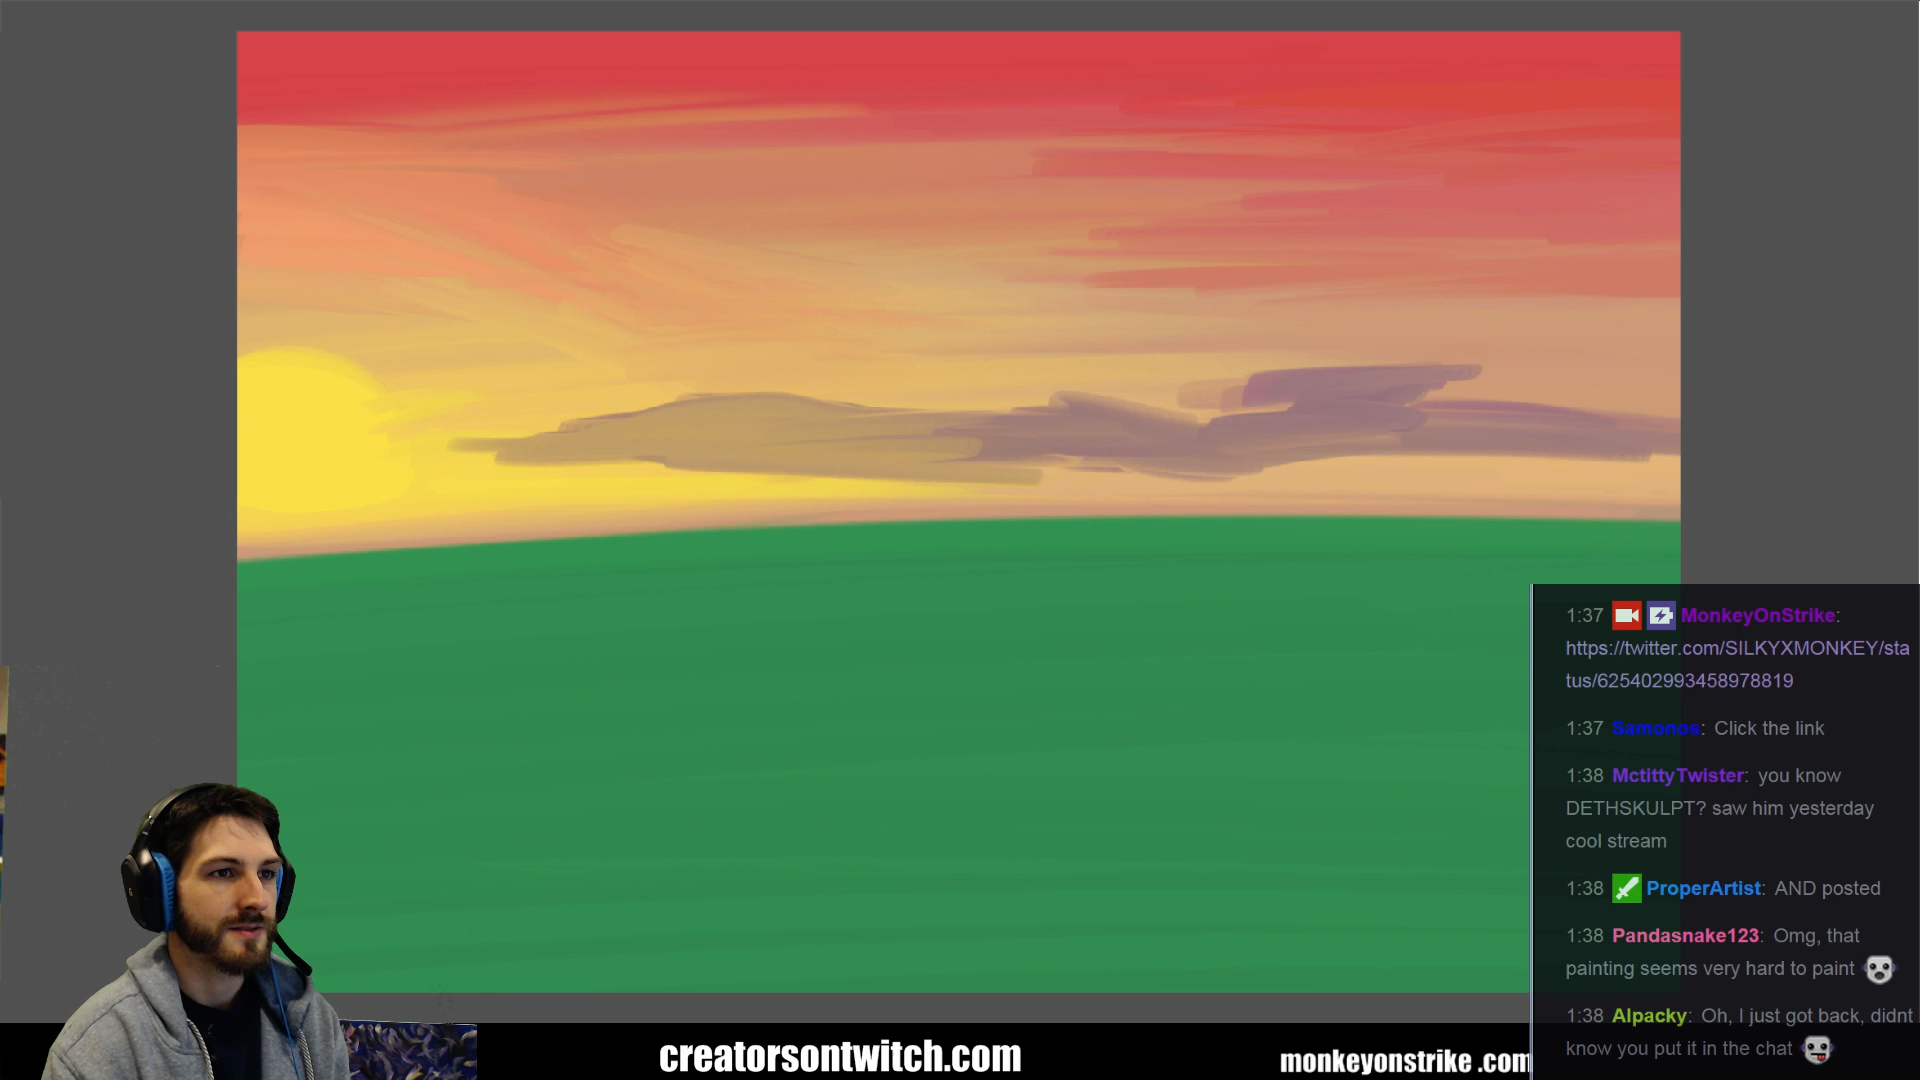 1:37 MonkeyOnStrike:
https://twitter.com/SILKYXMONKEY/sta
tus/625402993458978819
1:37 Samonos: Click the link
1:38 MctittyTwister: you know
DETHSKULPT? saw him yesterday
cool stream
1:38 ProperArtist: AND posted
1:38 Pandasnake123: Omg, that
painting seems very hard to paint
1:38 Alpacky: Oh, I just got back, didnt
know you put it in the chat
creatorsontwitch.com
monkeyonstrike .com